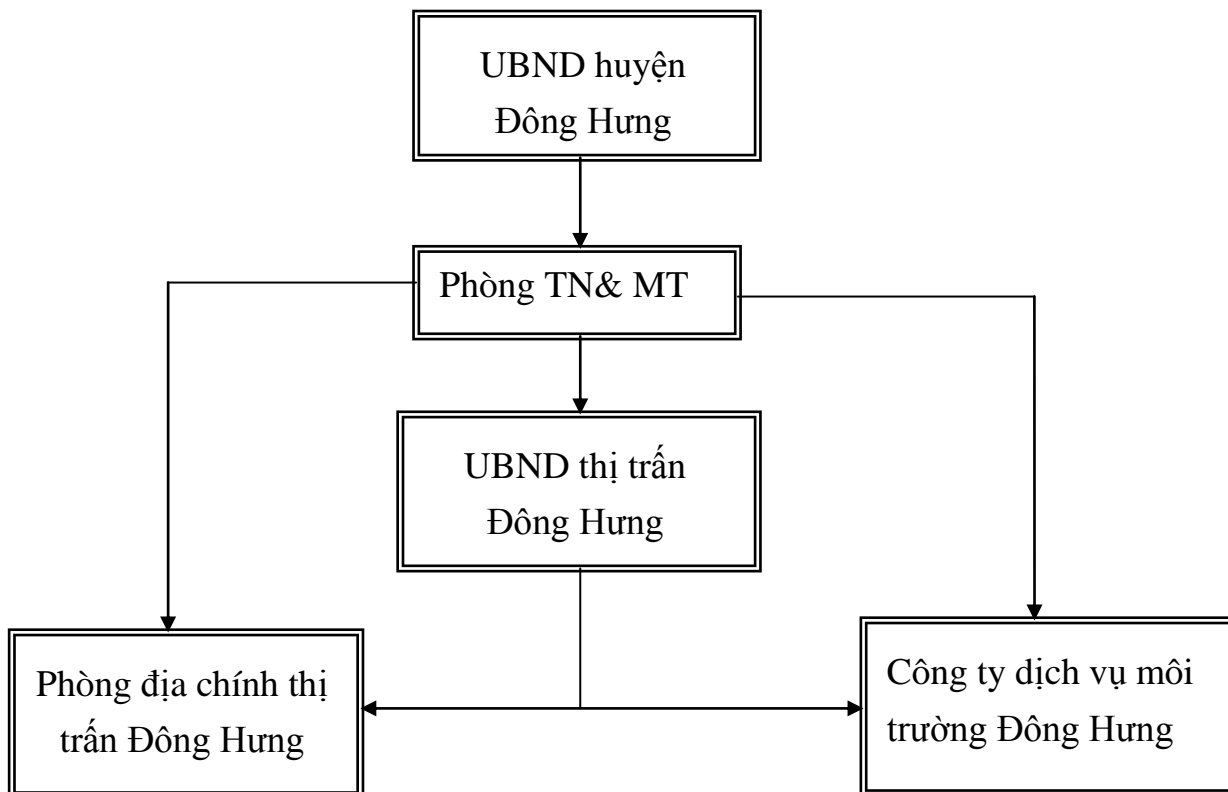 UBND huyện
Đông Hưng
Phòng TN& MT
UBND thị trấn
Đông Hưng
Phòng địa chính thị
trấn Đông Hưng
Công ty dịch vụ môi
trường Đông Hưng